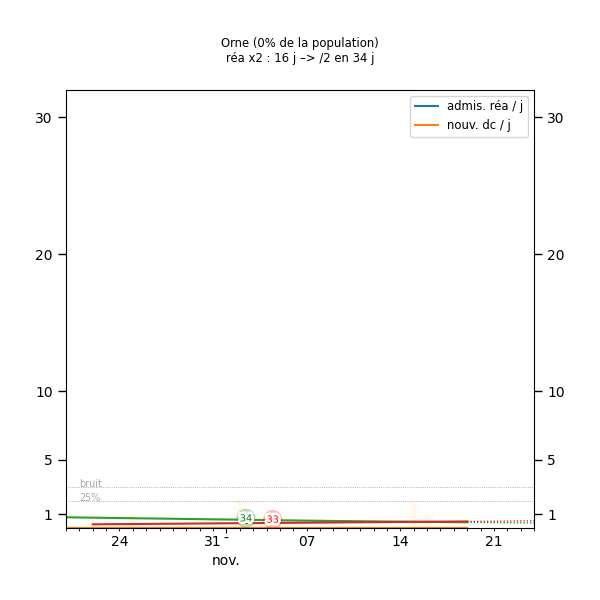 Orne (0% de la population)
réa x2 : 16 j –> /2 en 34 j
admis. réa / j
nouv. dc / j
30 30
20 20
10 10
5 5
bruit
25%
1 1
34 33
24 31 - 07 14 21
nov.